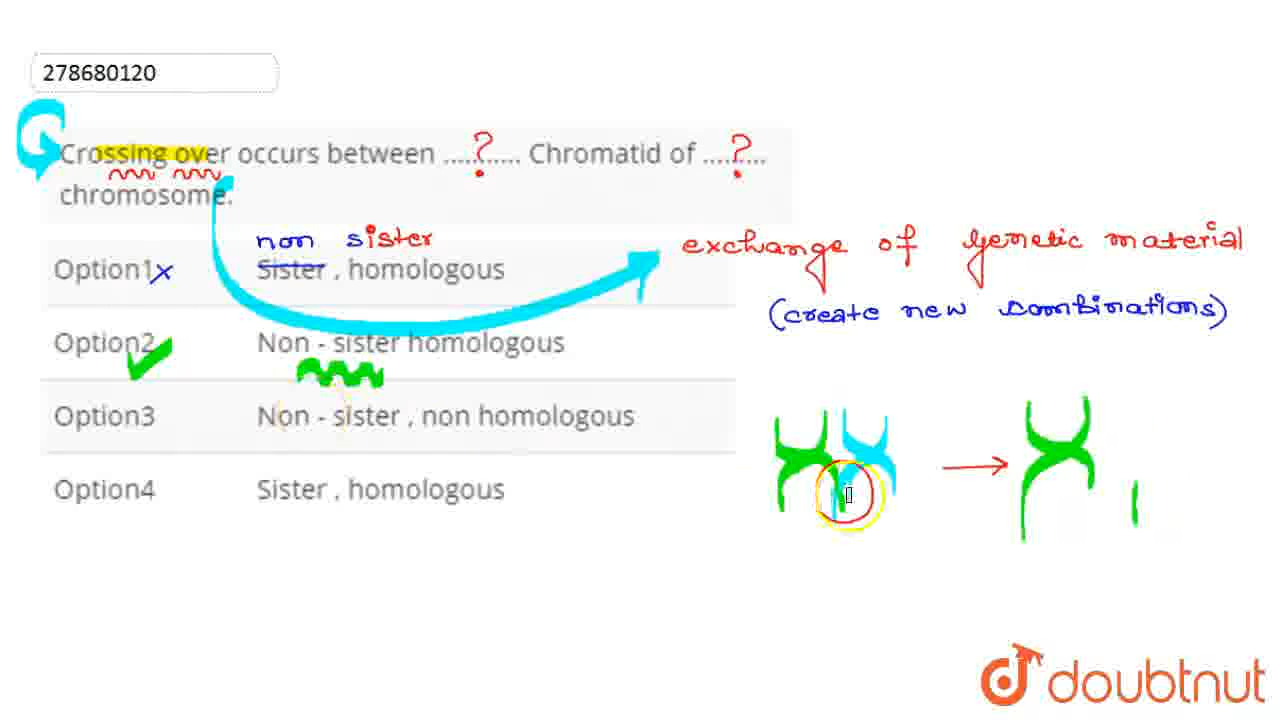 278680120
Crossing over occurs between ....?...... Chromatid of ....?....
chromosome.
non sister
exchange of genetic material
Option1 x Sister , homologous
(create new combinations)
Option2 Non - sister homologous
Option3 Non - sister , non homologous
Option4 Sister , homologous
doubtnut